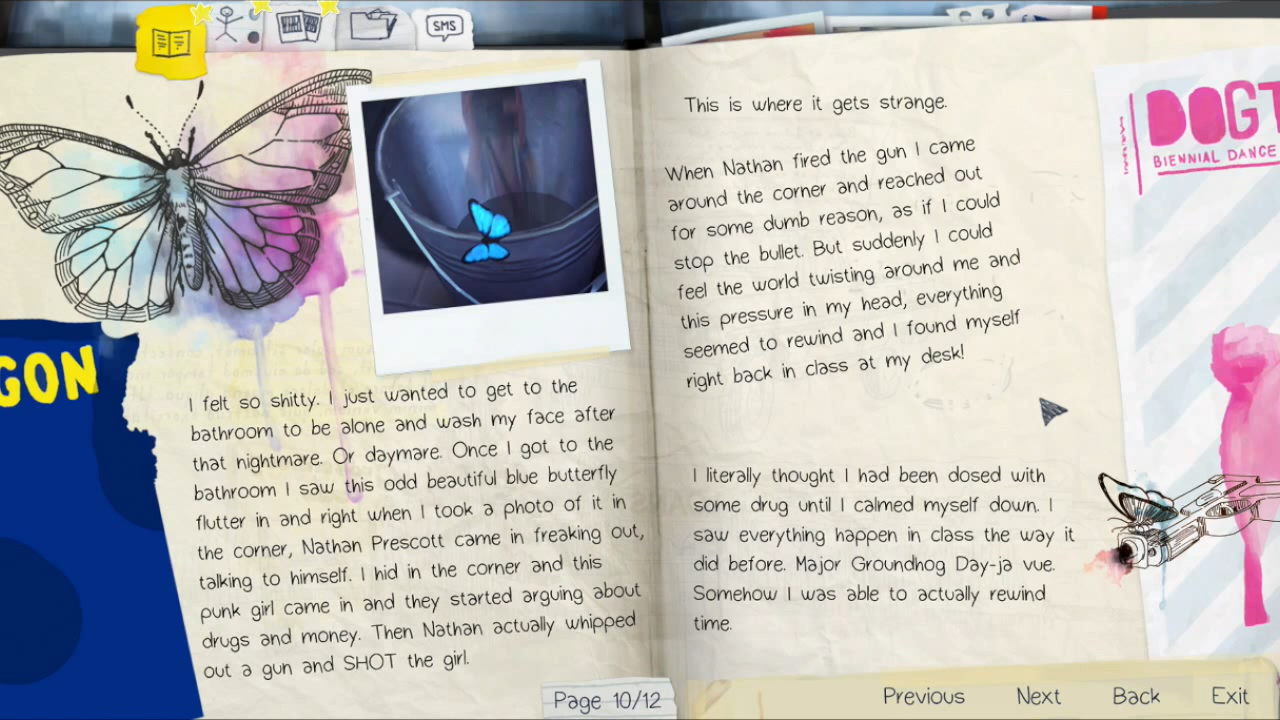 SMS
GON
I felt so shitty. I just wanted to get to the
bathroom to be alone and wash my face after
that nightmare. Or daymare. Once I got to the
bathroom I saw this odd beautiful blue butterfly
flutter in and right when I took a photo of it in
the corner, Nathan Prescott came in freaking out,
talking to himself. I hid in the corner and this
punk girl came in and they started arguing about
drugs and money. Then Nathan actually whipped
out a gun and SHOT the girl.
This is where it gets strange.
When Nathan fired the gun I came
around the corner and reached out
for some dumb reason, as if I could
stop the bullet. But suddenly I could
feel the world twisting around me and
this pressure in my head, everything
seemed to rewind and I found myself
right back in class at my desk!
I literally thought I had been dosed with
some drug until I calmed myself down. I
saw everything happen in class the way it
did before. Major Groundhog Day-ja vue.
Somehow I was able to actually rewind
time.
DOGT
BIENNIAL DANCE
Page 10/12
Previous Next Back Exit